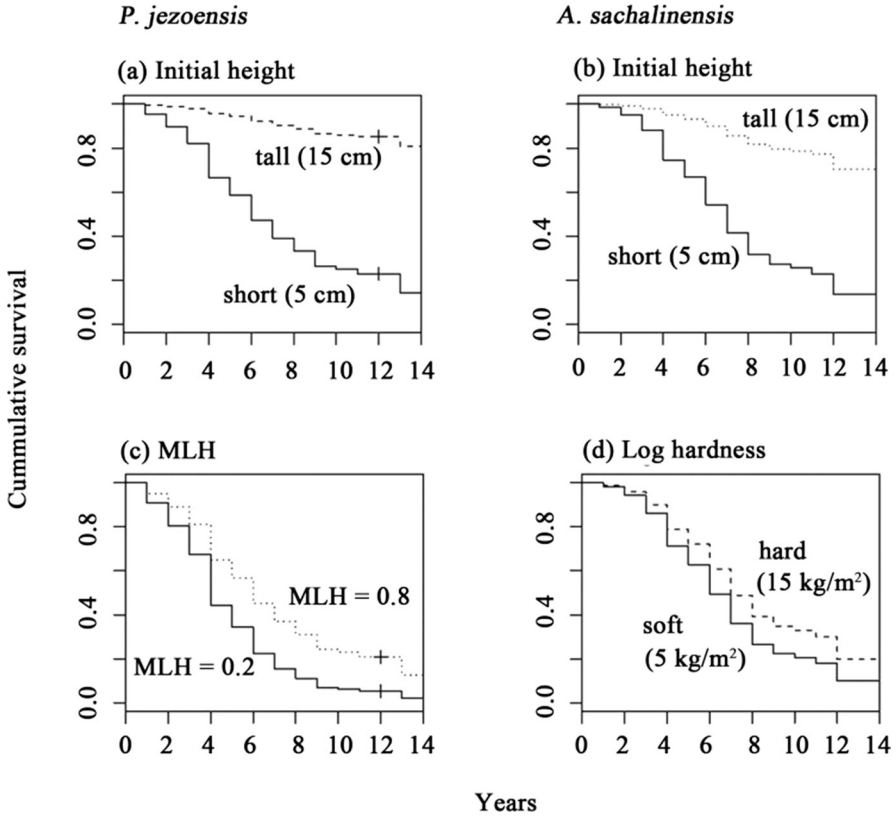 P. jezoensis
A. sachalinensis
(a) Initial height
(b) Initial height
0.8
0.4
0.0
tall (15 cm)
short (5 cm)
0 2 4 6 8 10 12 14
0.8
0.4
0.0
tall (15 cm)
short (5 cm)
0 2 4 6 8 10 12 14
Cummulative survival
(c) MLH
(d) Log hardness
0.8
0.4
0.0
MLH = 0.8
MLH = 0.2
0 2 4 6 8 10 12 14
0.8
0.4
0.0
hard
(15 kg/m²)
soft
(5 kg/m²)
0 2 4 6 8 10 12 14
Years